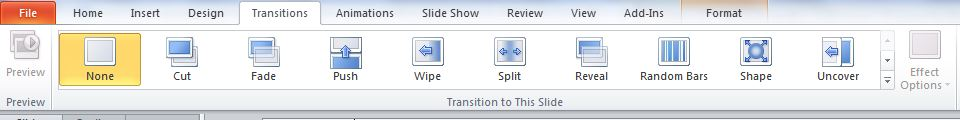 File Home Insert Design Transitions Animations Slide Show Review View Add-Ins Format
Preview None Cut Fade Push Wipe Split Reveal Random Bars Shape Uncover Effect Options
Preview Transition to This Slide